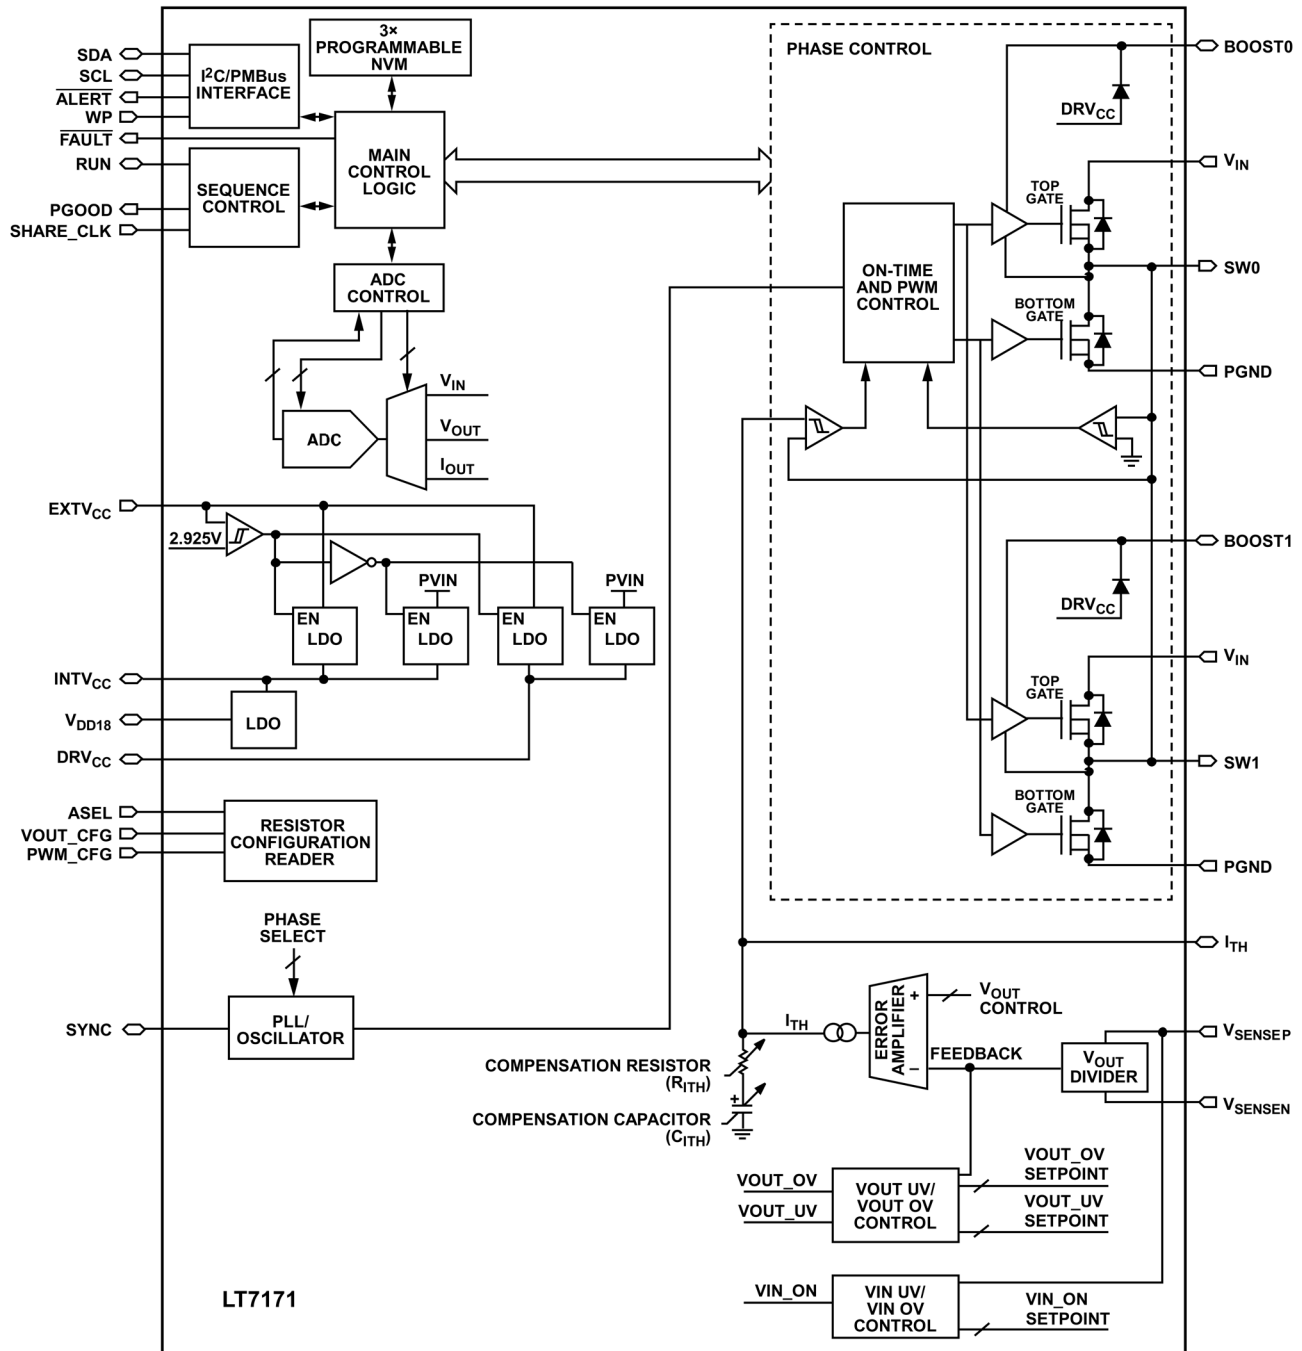 SDA
SCL
ALERT
WP
FAULT
RUN
PGOOD
SHARE_CLK
I2C/PMBus
INTERFACE
SEQUENCE
CONTROL
3×
PROGRAMMABLE
NVM
MAIN
CONTROL
LOGIC
ADC
CONTROL
ADC
VIN
VOUT
IOUT
EXTVCC
2.925V
PVIN
PVIN
EN
LDO
EN
LDO
EN
LDO
EN
LDO
INTVCC
VDD18
LDO
DRVCC
ASEL
VOUT_CFG
PWM_CFG
RESISTOR
CONFIGURATION
READER
PHASE
SELECT
SYNC
PLL/
OSCILLATOR
LT7171
PHASE CONTROL
ON-TIME
AND PWM
CONTROL
DRVCC
TOP
GATE
BOTTOM
GATE
BOOST0
VIN
SW0
PGND
DRVCC
TOP
GATE
BOTTOM
GATE
BOOST1
VIN
SW1
PGND
ITH
ITH
ERROR
AMPLIFIER
+
−
VOUT
CONTROL
FEEDBACK
VOUT
DIVIDER
VSENSEP
VSENSEN
COMPENSATION RESISTOR
(RITH)
+
COMPENSATION CAPACITOR
(CITH)
VOUT_OV
VOUT_UV
VOUT UV/
VOUT OV
CONTROL
VOUT_OV
SETPOINT
VOUT_UV
SETPOINT
VIN_ON
VIN UV/
VIN OV
CONTROL
VIN_ON
SETPOINT